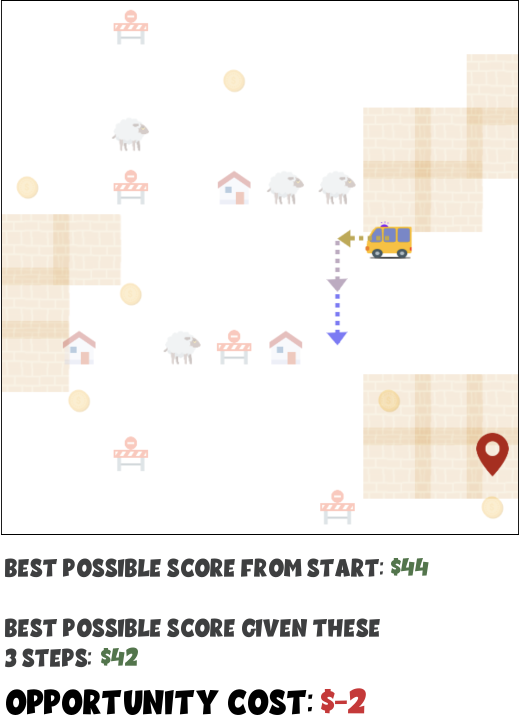 BEST POSSIBLE SCORE FROM START: $44
BEST POSSIBLE SCORE GIVEN THESE
3 STEPS: $42
OPPORTUNITY COST: $-2